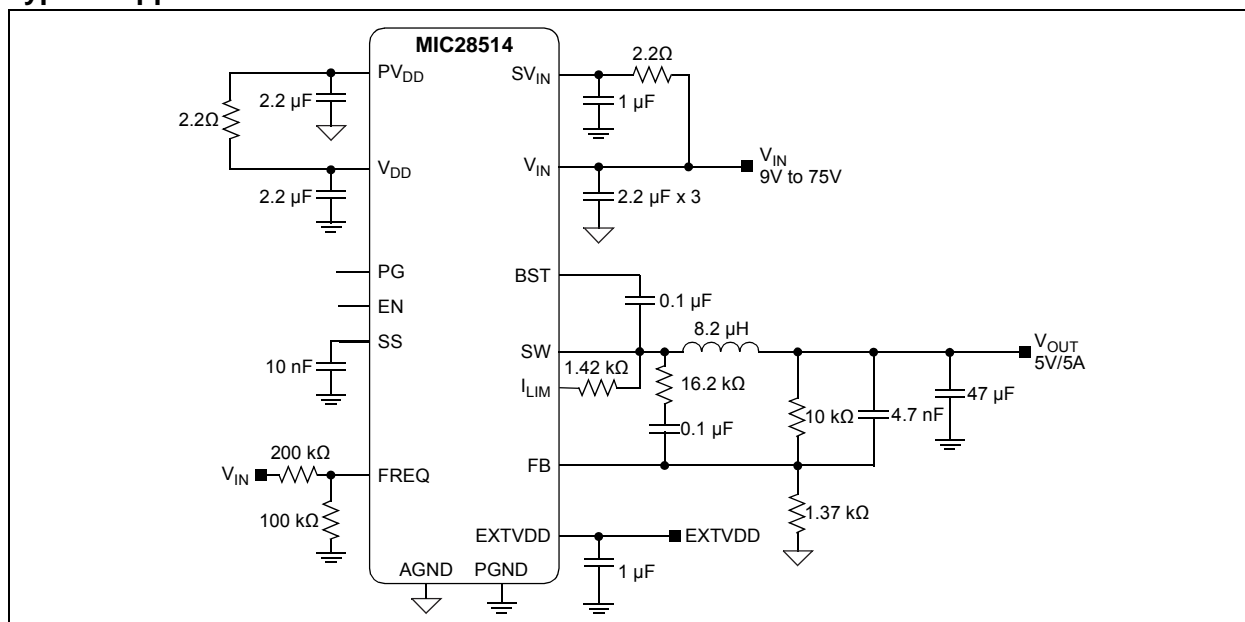 MIC28514
PVDD
2.2 µF
2.2Ω
VDD
2.2 µF
PG
EN
SS
10 nF
VIN
200 kΩ
FREQ
100 kΩ
AGND
PGND
SVIN
2.2Ω
1 µF
VIN
VIN
9V to 75V
2.2 µF x 3
BST
0.1 µF
8.2 µH
SW
VOUT
5V/5A
1.42 kΩ
ILIM
16.2 kΩ
47 µF
10 kΩ
4.7 nF
0.1 µF
FB
1.37 kΩ
EXTVDD
EXTVDD
1 µF